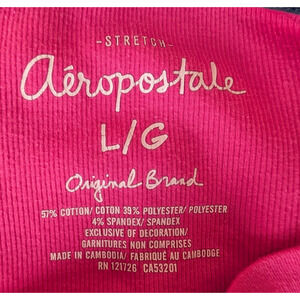 -STRETCH-
Aéropostale
L/G
Original Brand
57% COTTON/ COTON 39% POLYESTER/ POLYESTER
4% SPANDEX/ SPANDEX
EXCLUSIVE OF DECORATION/
GARNITURES NON COMPRISES
MADE IN CAMBODIA/ FABRIQUÉ AU CAMBODGE
RN 121726 CA53201